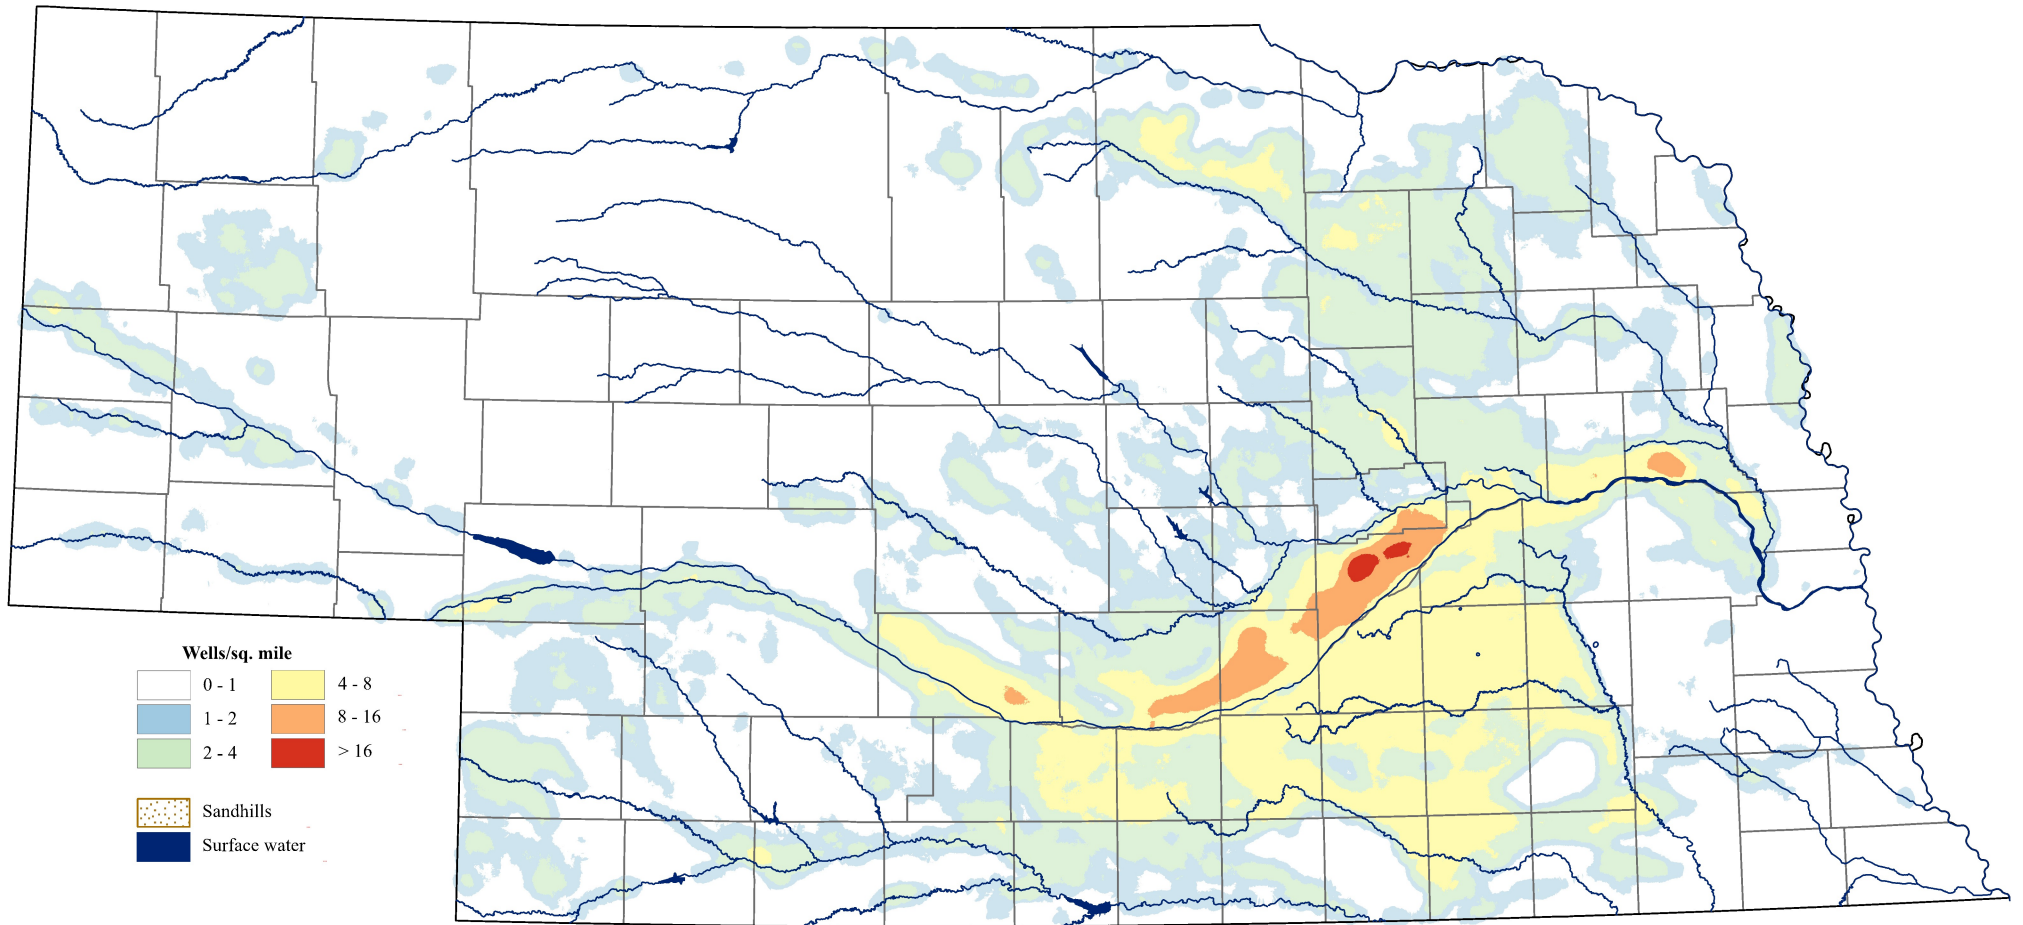 Wells/sq. mile
0 - 1
4 - 8
1 - 2
8 - 16
2 - 4
> 16
Sandhills
Surface water